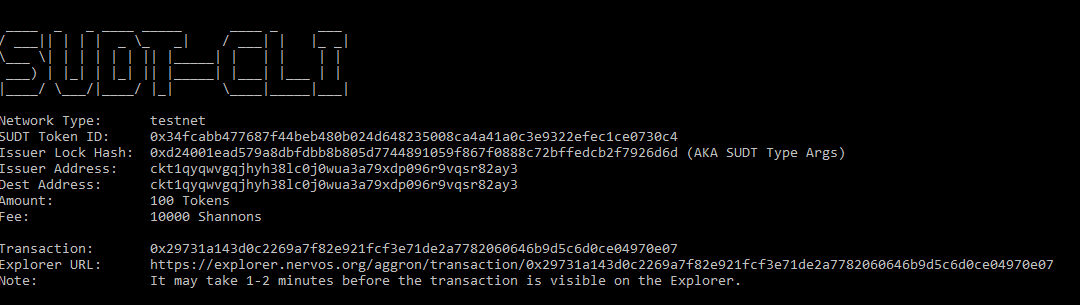 SUDT-CLI
Network Type: testnet
SUDT Token ID: 0x34fcabb477687f44beb480b024d648235008ca4a41a0c3e9322efec1ce0730c4
Issuer Lock Hash: 0xd24001ead579a8dbfdbb8b805d7744891059f867f0888c72bffedcb2f7926d6d (AKA SUDT Type Args)
Issuer Address: ckt1qyqwvgqjhyh38lc0j0wua3a79xdp096r9vqsr82ay3
Dest Address: ckt1qyqwvgqjhyh38lc0j0wua3a79xdp096r9vqsr82ay3
Amount: 100 Tokens
Fee: 10000 Shannons
Transaction: 0x29731a143d0c2269a7f82e921fcf3e71de2a7782060646b9d5c6d0ce04970e07
Explorer URL: https://explorer.nervos.org/aggron/transaction/0x29731a143d0c2269a7f82e921fcf3e71de2a7782060646b9d5c6d0ce04970e07
Note: It may take 1-2 minutes before the transaction is visible on the Explorer.